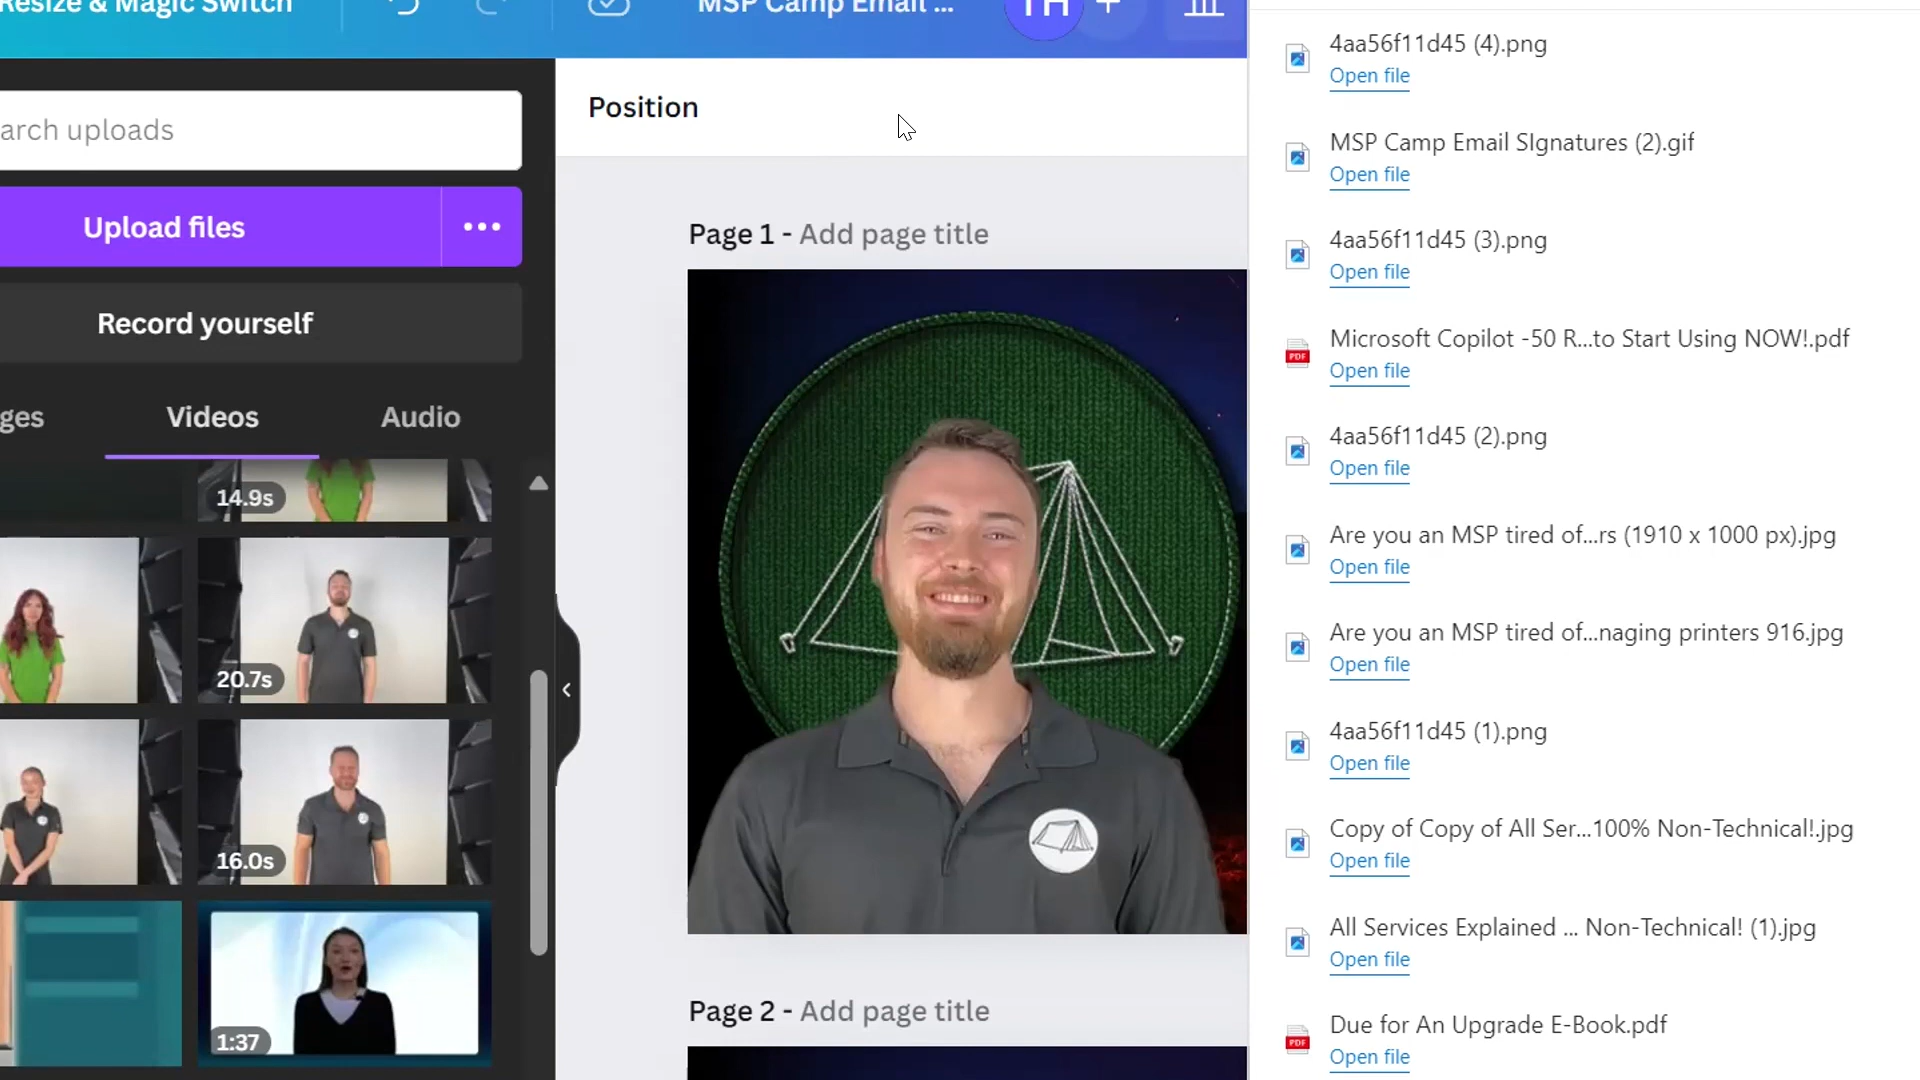 Resize & Magic Switch
MSP Camp Email ...
TH
+
arch uploads
Upload files
Record yourself
ges
Videos
Audio
14.9s
20.7s
16.0s
1:37
Position
Page 1 - Add page title
Page 2 - Add page title
4aa56f11d45 (4).png
Open file
MSP Camp Email SIgnatures (2).gif
Open file
4aa56f11d45 (3).png
Open file
Microsoft Copilot -50 R...to Start Using NOW!.pdf
Open file
4aa56f11d45 (2).png
Open file
Are you an MSP tired of...rs (1910 x 1000 px).jpg
Open file
Are you an MSP tired of...naging printers 916.jpg
Open file
4aa56f11d45 (1).png
Open file
Copy of Copy of All Ser...100% Non-Technical!.jpg
Open file
All Services Explained ... Non-Technical! (1).jpg
Open file
PDF
Due for An Upgrade E-Book.pdf
Open file
PDF